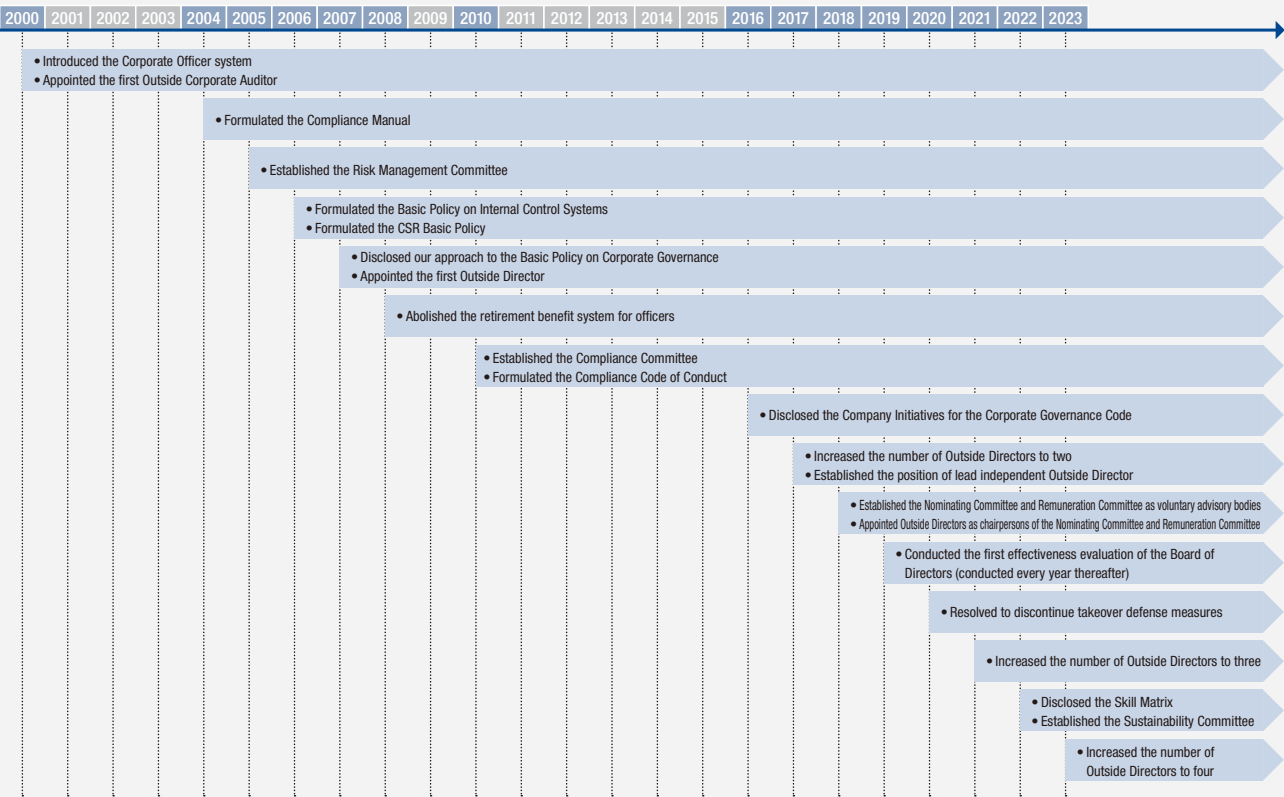 2000 2001 2002 2003 2004 2005 2006 2007 2008 2009 2010 2011 2012 2013 2014 2015 2016 2017 2018 2019 2020 2021 2022 2023
• Introduced the Corporate Officer system
• Appointed the first Outside Corporate Auditor
• Formulated the Compliance Manual
• Established the Risk Management Committee
• Formulated the Basic Policy on Internal Control Systems
• Formulated the CSR Basic Policy
• Disclosed our approach to the Basic Policy on Corporate Governance
• Appointed the first Outside Director
• Abolished the retirement benefit system for officers
• Established the Compliance Committee
• Formulated the Compliance Code of Conduct
• Disclosed the Company Initiatives for the Corporate Governance Code
• Increased the number of Outside Directors to two
• Established the position of lead independent Outside Director
• Established the Nominating Committee and Remuneration Committee as voluntary advisory bodies
• Appointed Outside Directors as chairpersons of the Nominating Committee and Remuneration Committee
• Conducted the first effectiveness evaluation of the Board of
Directors (conducted every year thereafter)
• Resolved to discontinue takeover defense measures
• Increased the number of Outside Directors to three
• Disclosed the Skill Matrix
• Established the Sustainability Committee
• Increased the number of
Outside Directors to four